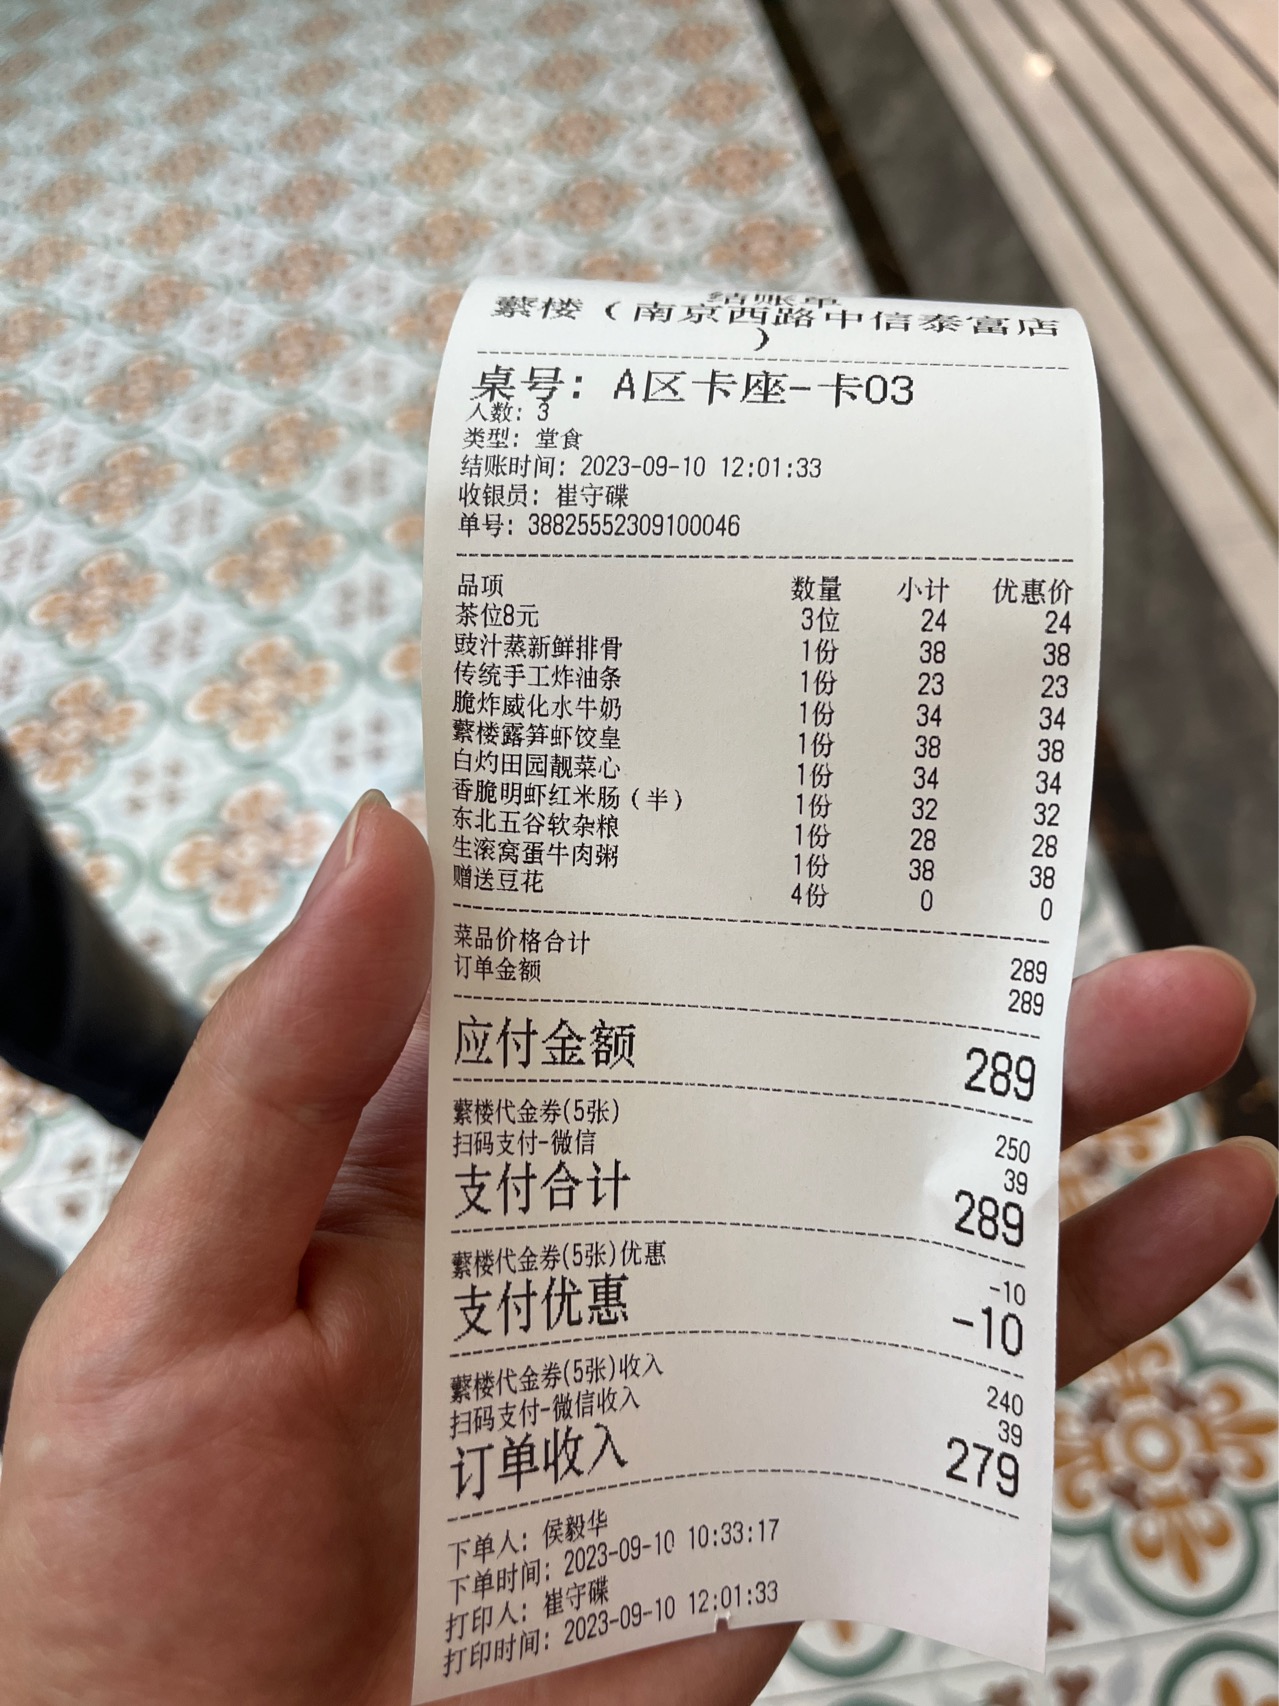 结账单
蘩楼（南京西路中信泰富店
）
桌号: A区卡座-卡03
人数: 3
类型: 堂食
结账时间: 2023-09-10 12:01:33
收银员: 崔守碟
单号: 38825552309100046
品项 数量 小计 优惠价
茶位8元 3位 24 24
豉汁蒸新鲜排骨 1份 38 38
传统手工炸油条 1份 23 23
脆炸威化水牛奶 1份 34 34
蘩楼露笋虾饺皇 1份 38 38
白灼田园靓菜心 1份 34 34
香脆明虾红米肠（半） 1份 32 32
东北五谷软杂粮 1份 28 28
生滚窝蛋牛肉粥 1份 38 38
赠送豆花 4份 0 0
菜品价格合计 289
订单金额 289
应付金额 289
蘩楼代金券(5张) 250
扫码支付-微信 39
支付合计 289
蘩楼代金券(5张)优惠 -10
支付优惠 -10
蘩楼代金券(5张)收入 240
扫码支付-微信收入 39
订单收入 279
下单人: 侯毅华
下单时间: 2023-09-10 10:33:17
打印人: 崔守碟
打印时间: 2023-09-10 12:01:33